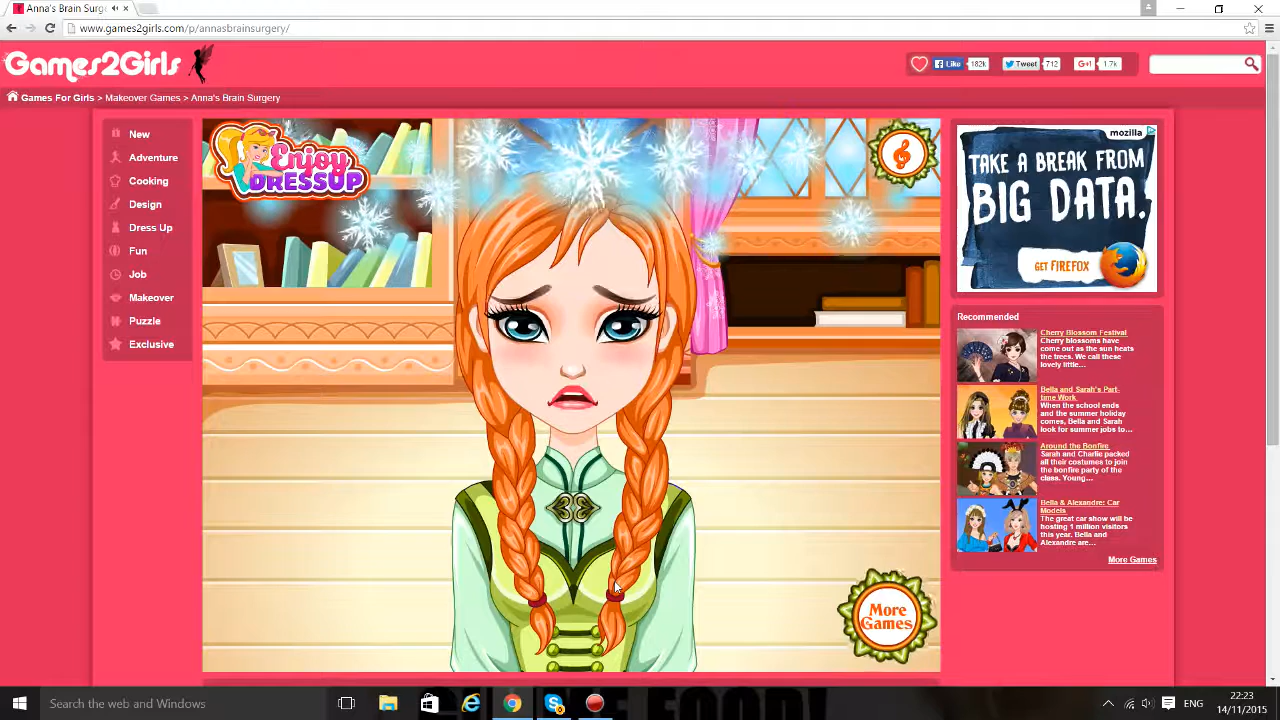 Anna's Brain Surge
www.games2girls.com/p/annasbrainsurgery/
Games2Girls
Like 182k
Tweet 712
G+1 1.7k
Games For Girls > Makeover Games > Anna's Brain Surgery
New
Adventure
Cooking
Design
Dress Up
Fun
Job
Makeover
Puzzle
Exclusive
Enjoy
DRESSUP
More
Games
mozilla
TAKE A BREAK FROM
BIG DATA.
GET FIREFOX
Recommended
Cherry Blossom Festival
Cherry blossoms have
come out as the sun heats
the trees. We call these
lovely little...
Bella and Sarah's Part-
time Work
When the school ends
and the summer holiday
comes, Bella and Sarah
look for summer jobs to...
Around the Bonfire
Sarah and Charlie packed
all their costumes to join
the bonfire party of the
class. Young...
Bella & Alexandre: Car
Models
The great car show will be
hosting 1 million visitors
this year. Bella and
Alexandre are...
More Games
Search the web and Windows
ENG
22:23
14/11/2015